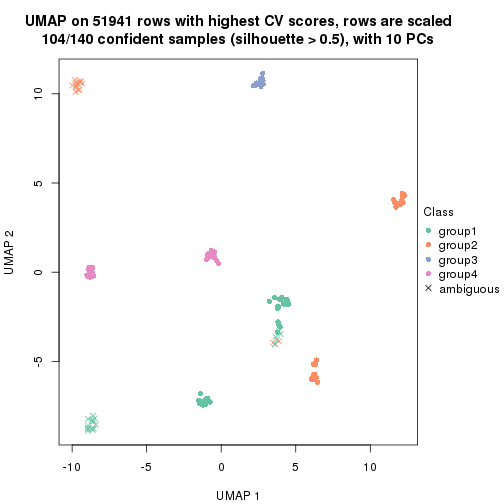 UMAP on 51941 rows with highest CV scores, rows are scaled
104/140 confident samples (silhouette > 0.5), with 10 PCs
10
5
0
-5
UMAP 2
-10
-5
0
5
10
UMAP 1
Class
group1
group2
group3
group4
ambiguous